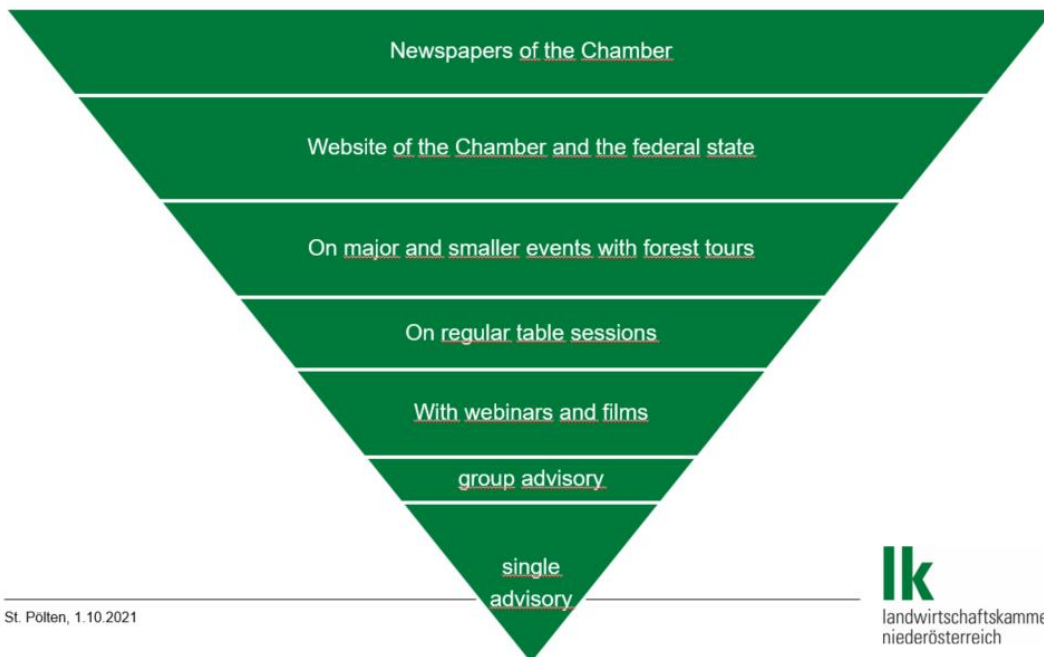 Newspapers of the Chamber
Website of the Chamber and the federal state
On major and smaller events with forest tours
On regular table sessions
With webinars and films
group advisory
single
advisory
St. Pölten, 1.10.2021
lk
landwirtschaftskamme
niederösterreich